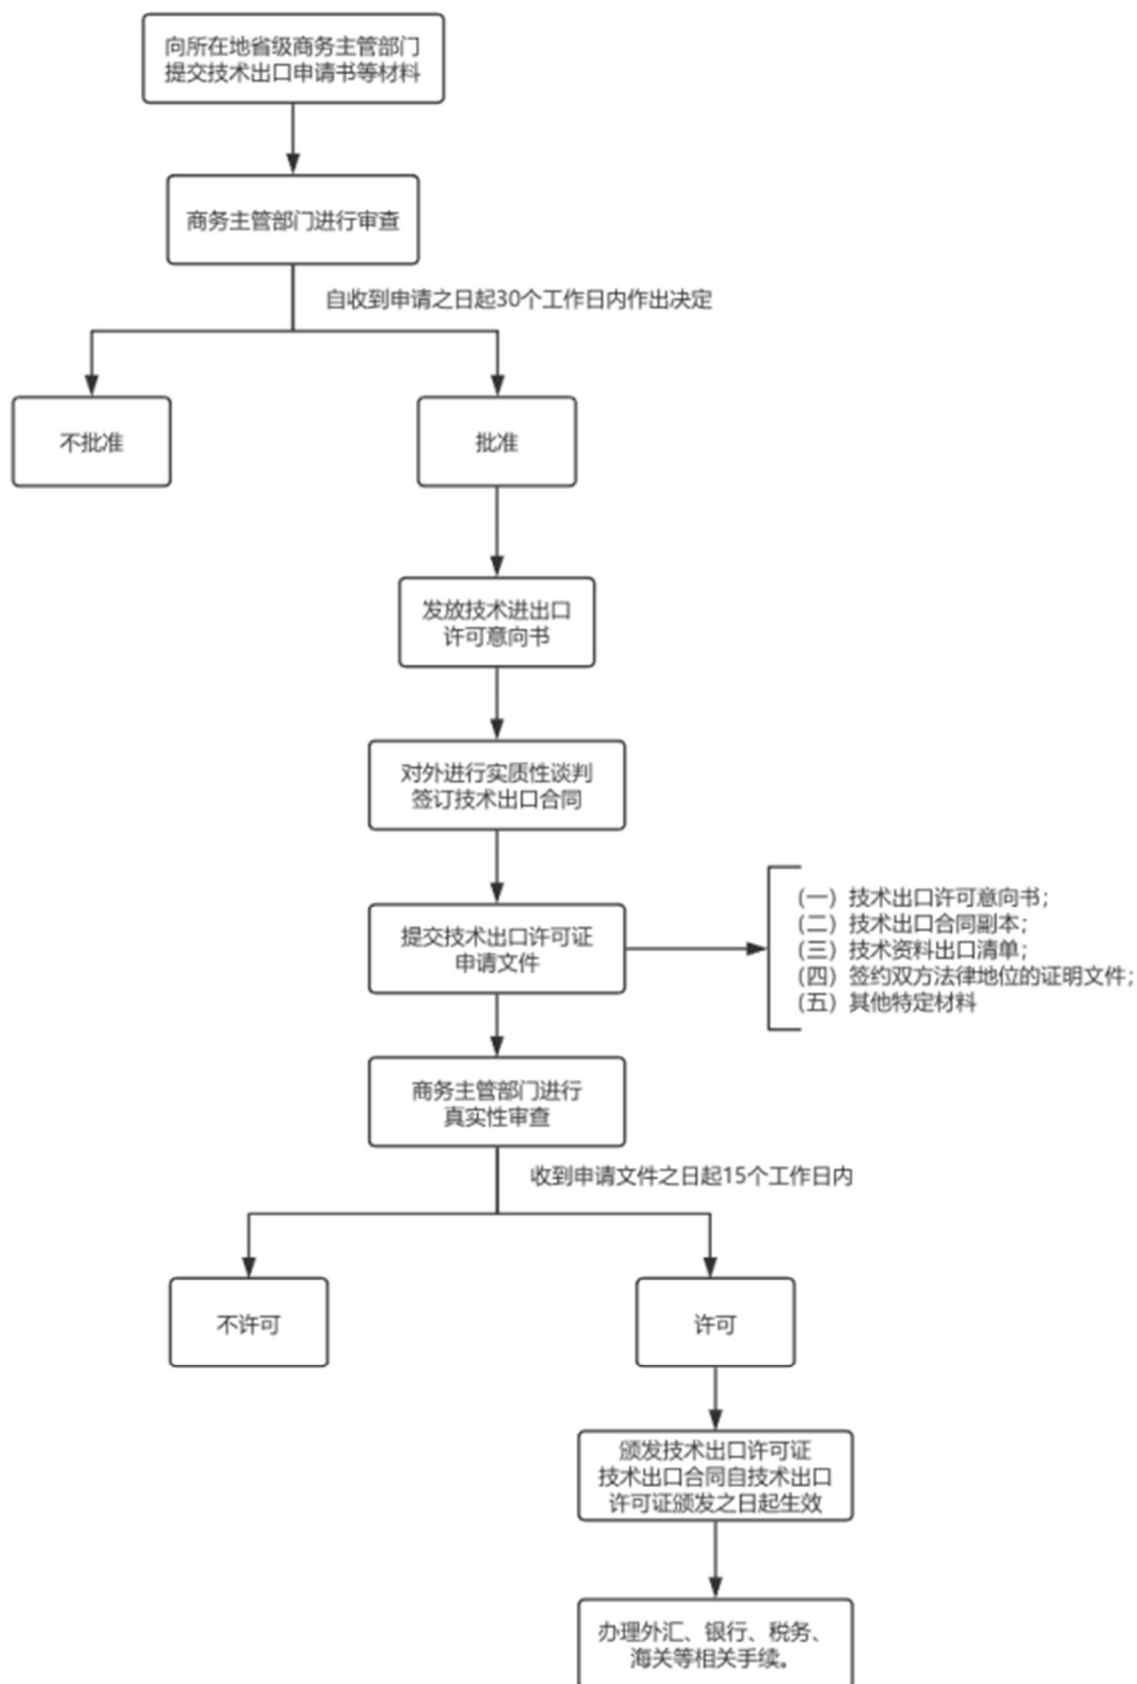 向所在地省级商务主管部门
提交技术出口申请书等材料
商务主管部门进行审查
自收到申请之日起30个工作日内作出决定
不批准
批准
发放技术进出口
许可意向书
对外进行实质性谈判
签订技术出口合同
提交技术出口许可证
申请文件
（一）技术出口许可意向书；
（二）技术出口合同副本；
（三）技术资料出口清单；
（四）签约双方法律地位的证明文件；
（五）其他特定材料
商务主管部门进行
真实性审查
收到申请文件之日起15个工作日内
不许可
许可
颁发技术出口许可证
技术出口合同自技术出口
许可证颁发之日起生效
办理外汇、银行、税务、
海关等相关手续。